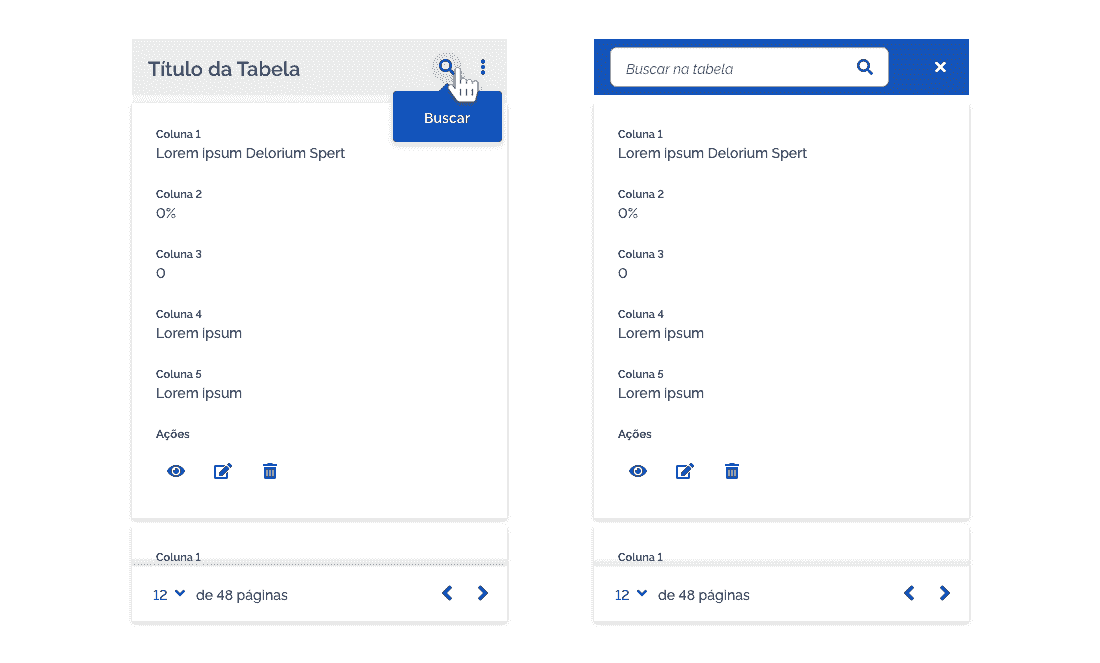 Título da Tabela
Buscar
Coluna 1
Lorem ipsum Delorium Spert
Coluna 2
0%
Coluna 3
0
Coluna 4
Lorem ipsum
Coluna 5
Lorem ipsum
Ações
Coluna 1
12 de 48 páginas
Buscar na tabela
Coluna 1
Lorem ipsum Delorium Spert
Coluna 2
0%
Coluna 3
0
Coluna 4
Lorem ipsum
Coluna 5
Lorem ipsum
Ações
Coluna 1
12 de 48 páginas